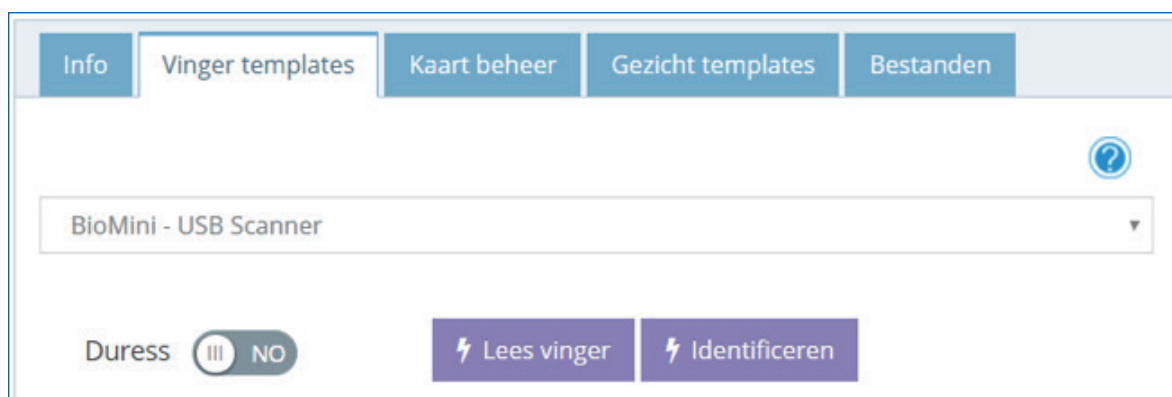 Info Vinger templates Kaart beheer Gezicht templates Bestanden
?
BioMini - USB Scanner
Duress NO Lees vinger Identificeren